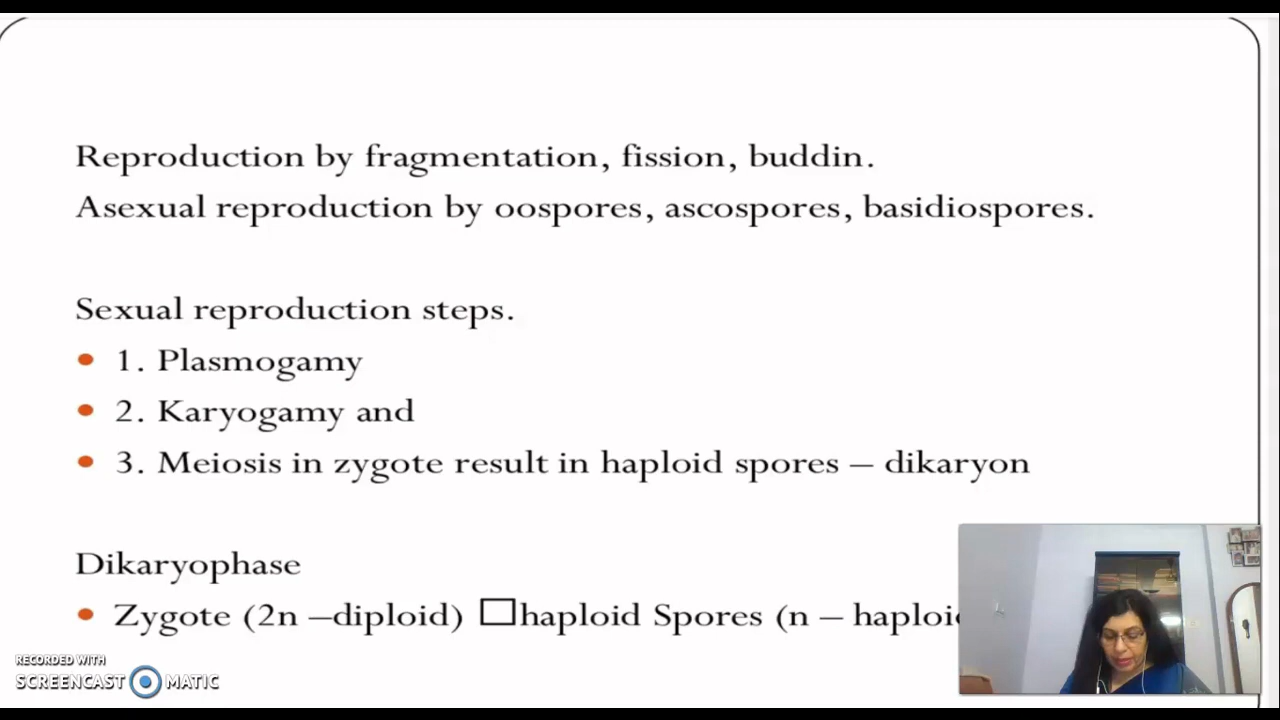 Reproduction by fragmentation, fission, buddin.
Asexual reproduction by oospores, ascospores, basidiospores.
Sexual reproduction steps.
1. Plasmogamy
2. Karyogamy and
3. Meiosis in zygote result in haploid spores – dikaryon
Dikaryophase
Zygote (2n –diploid) □haploid Spores (n – haploi
RECORDED WITH
SCREENCAST MATIC